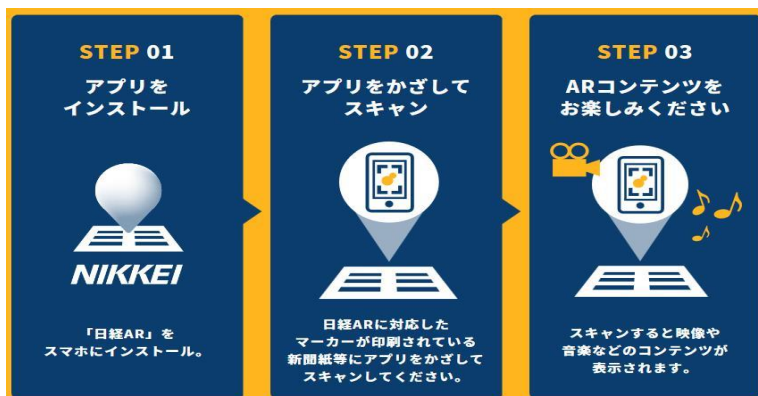 STEP 01
アプリを
インストール
NIKKEI
「日経AR」を
スマホにインストール。
STEP 02
アプリをかざして
スキャン
日経ARに対応した
マーカーが印刷されている
新聞紙等にアプリをかざして
スキャンしてください。
STEP 03
ARコンテンツを
お楽しみください
スキャンすると映像や
音楽などのコンテンツが
表示されます。